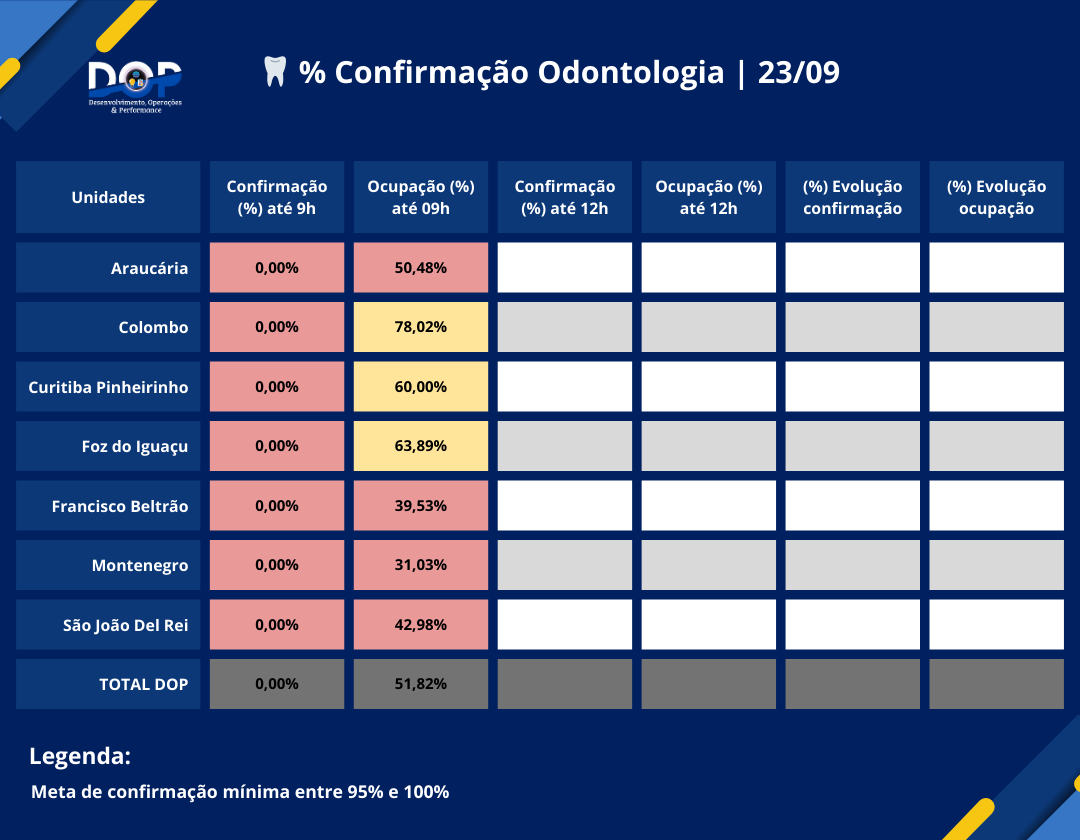 DOP
Desenvolvimento, Operações
& Performance
% Confirmação Odontologia | 23/09
Unidades
Confirmação
(%) até 9h
Ocupação (%)
até 09h
Confirmação
(%) até 12h
Ocupação (%)
até 12h
(%) Evolução
confirmação
(%) Evolução
ocupação
Araucária 0,00% 50,48%
Colombo 0,00% 78,02%
Curitiba Pinheirinho 0,00% 60,00%
Foz do Iguaçu 0,00% 63,89%
Francisco Beltrão 0,00% 39,53%
Montenegro 0,00% 31,03%
São João Del Rei 0,00% 42,98%
TOTAL DOP 0,00% 51,82%
Legenda:
Meta de confirmação mínima entre 95% e 100%